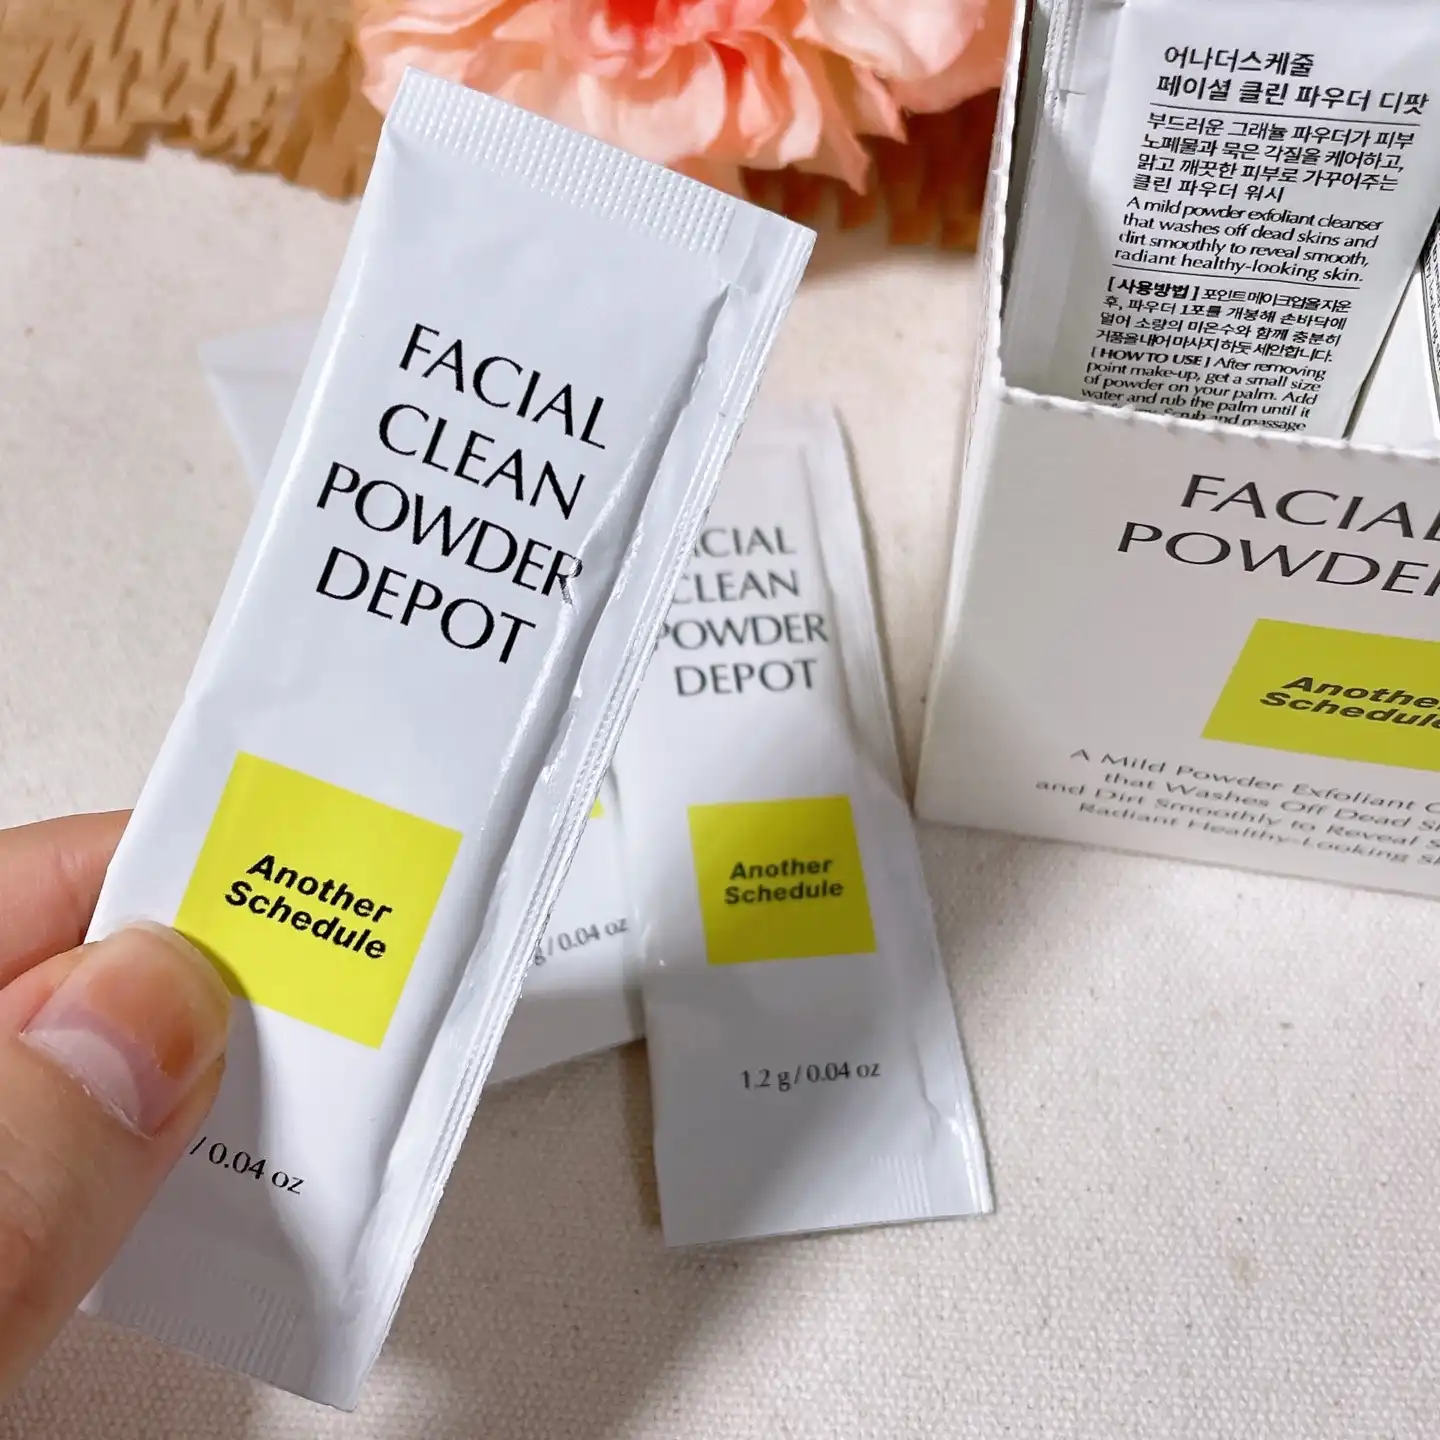 FACIAL
CLEAN
POWDER
DEPOT
Another
Schedule
/ 0.04 oz
CIAL
CLEAN
POWDER
DEPOT
Another
Schedule
1.2 g / 0.04 oz
g / 0.04 oz
어나더스케줄
페이셜 클린 파우더 디팟
부드러운 그래뉼 파우더가 피부
노폐물과 묵은 각질을 케어하고,
맑고 깨끗한 피부로 가꾸어주는
클린 파우더 워시
A mild powder exfoliant cleanser
that washes off dead skins and
dirt smoothly to reveal smooth,
radiant healthy-looking skin.
[ 사용방법 ] 포인트 메이크업을 지운
후, 파우더 1포를 개봉해 손바닥에
덜어 소량의 미온수와 함께 충분히
거품을 내어 마사지하듯 세안합니다.
[ HOW TO USE ] After removing
point make-up, get a small size
of powder on your palm. Add
water and rub the palm until it
Scrub and massage
FACIAL
POWDER
Another
Schedule
A Mild Powder Exfoliant
that Washes Off Dead
and Dirt Smoothly to Reveal
Radiant Healthy-Looking